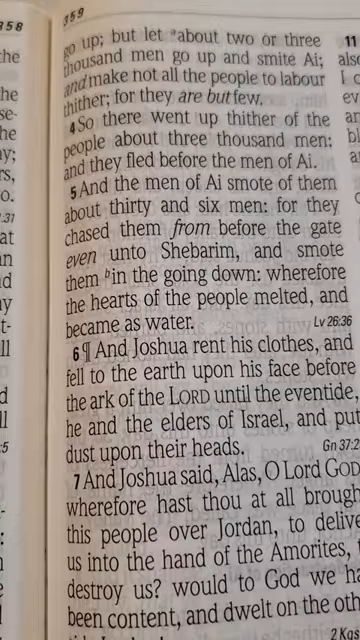 358
359
go up; but let ᵃabout two or three
thousand men go up and smite Ai;
and make not all the people to labour
thither; for they are but few.
4 So there went up thither of the
people about three thousand men:
and they fled before the men of Ai.
5 And the men of Ai smote of them
about thirty and six men: for they
chased them from before the gate
even unto Shebarim, and smote
them ᵇin the going down: wherefore
the hearts of the people melted, and
became as water. Lv 26:36
6 ¶ And Joshua rent his clothes, and
fell to the earth upon his face before
the ark of the LORD until the eventide,
he and the elders of Israel, and put
dust upon their heads. Gn 37:2
7 And Joshua said, Alas, O Lord GOD
wherefore hast thou at all brough
this people over Jordan, to delive
us into the hand of the Amorites,
destroy us? would to God we ha
been content, and dwelt on the oth
2 Kgs
11